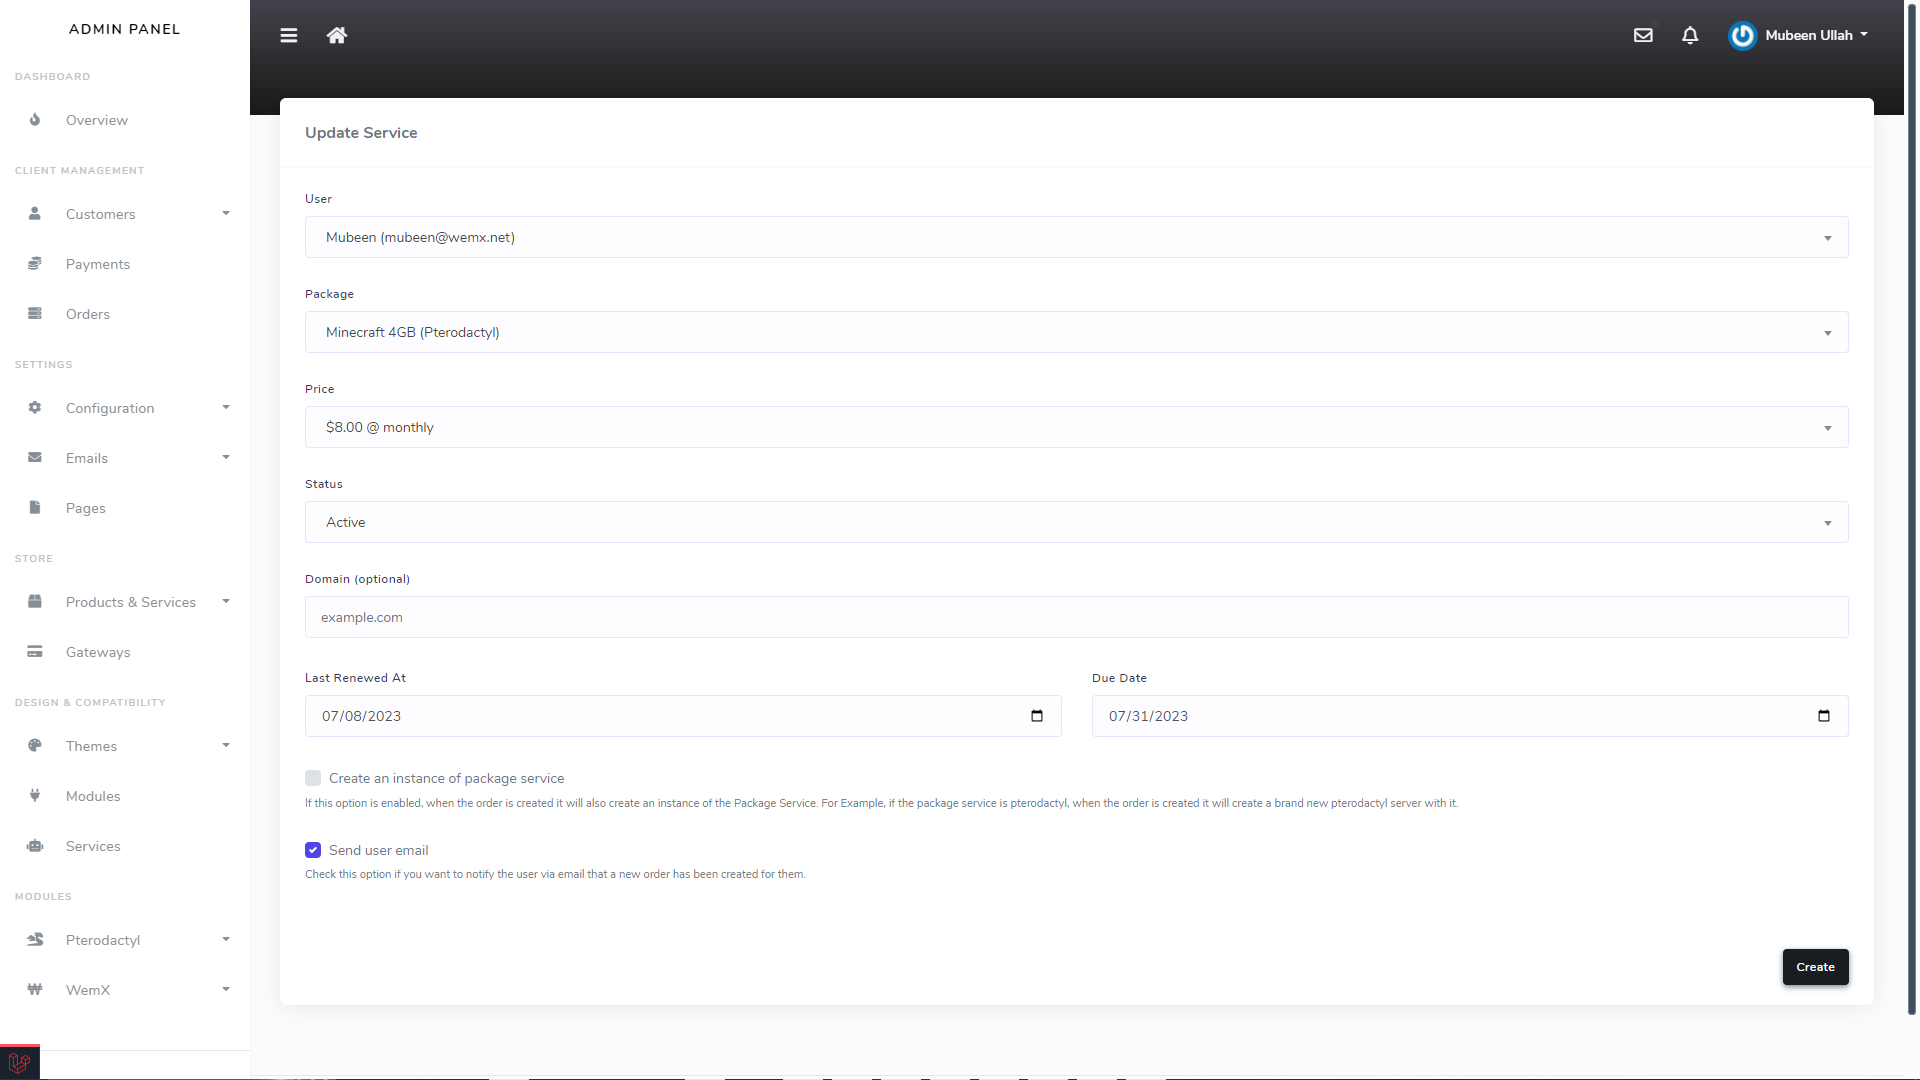 ADMIN PANEL
DASHBOARD
Overview
CLIENT MANAGEMENT
Customers
Payments
Orders
SETTINGS
Configuration
Emails
Pages
STORE
Products & Services
Gateways
DESIGN & COMPATIBILITY
Themes
Modules
Services
MODULES
Pterodactyl
WemX
Mubeen Ullah
Update Service
User
Mubeen (mubeen@wemx.net)
Package
Minecraft 4GB (Pterodactyl)
Price
$8.00 @ monthly
Status
Active
Domain (optional)
example.com
Last Renewed At
07/08/2023
Due Date
07/31/2023
Create an instance of package service
If this option is enabled, when the order is created it will also create an instance of the Package Service. For Example, if the package service is pterodactyl, when the order is created it will create a brand new pterodactyl server with it.
Send user email
Check this option if you want to notify the user via email that a new order has been created for them.
Create